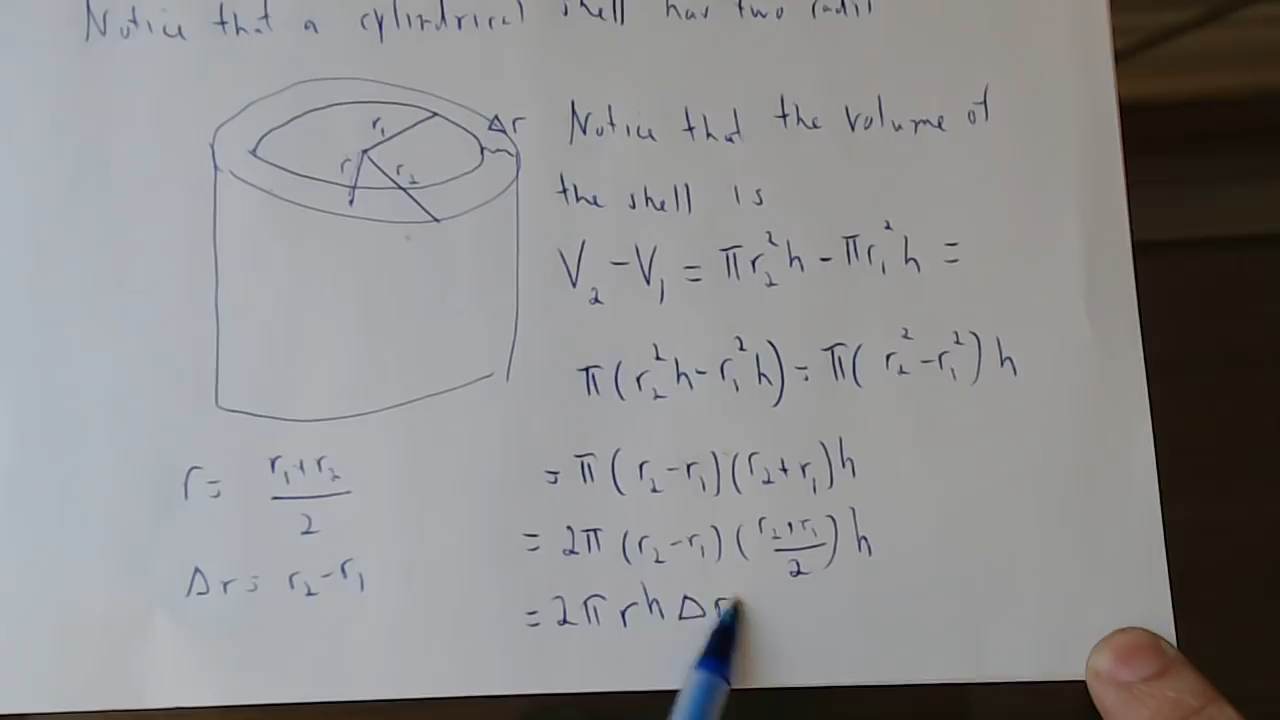 Notice that a cylindrical shell has two radii
r₁
r
r₂
Δr
Notice that the volume of
the shell is
V₂ - V₁ = πr₂²h - πr₁²h =
π(r₂²h - r₁²h) = π(r₂² - r₁²)h
= π(r₂ - r₁)(r₂ + r₁)h
= 2π(r₂ - r₁)((r₂ + r₁)/2)h
= 2πrhΔr
r = (r₁ + r₂)/2
Δr = r₂ - r₁